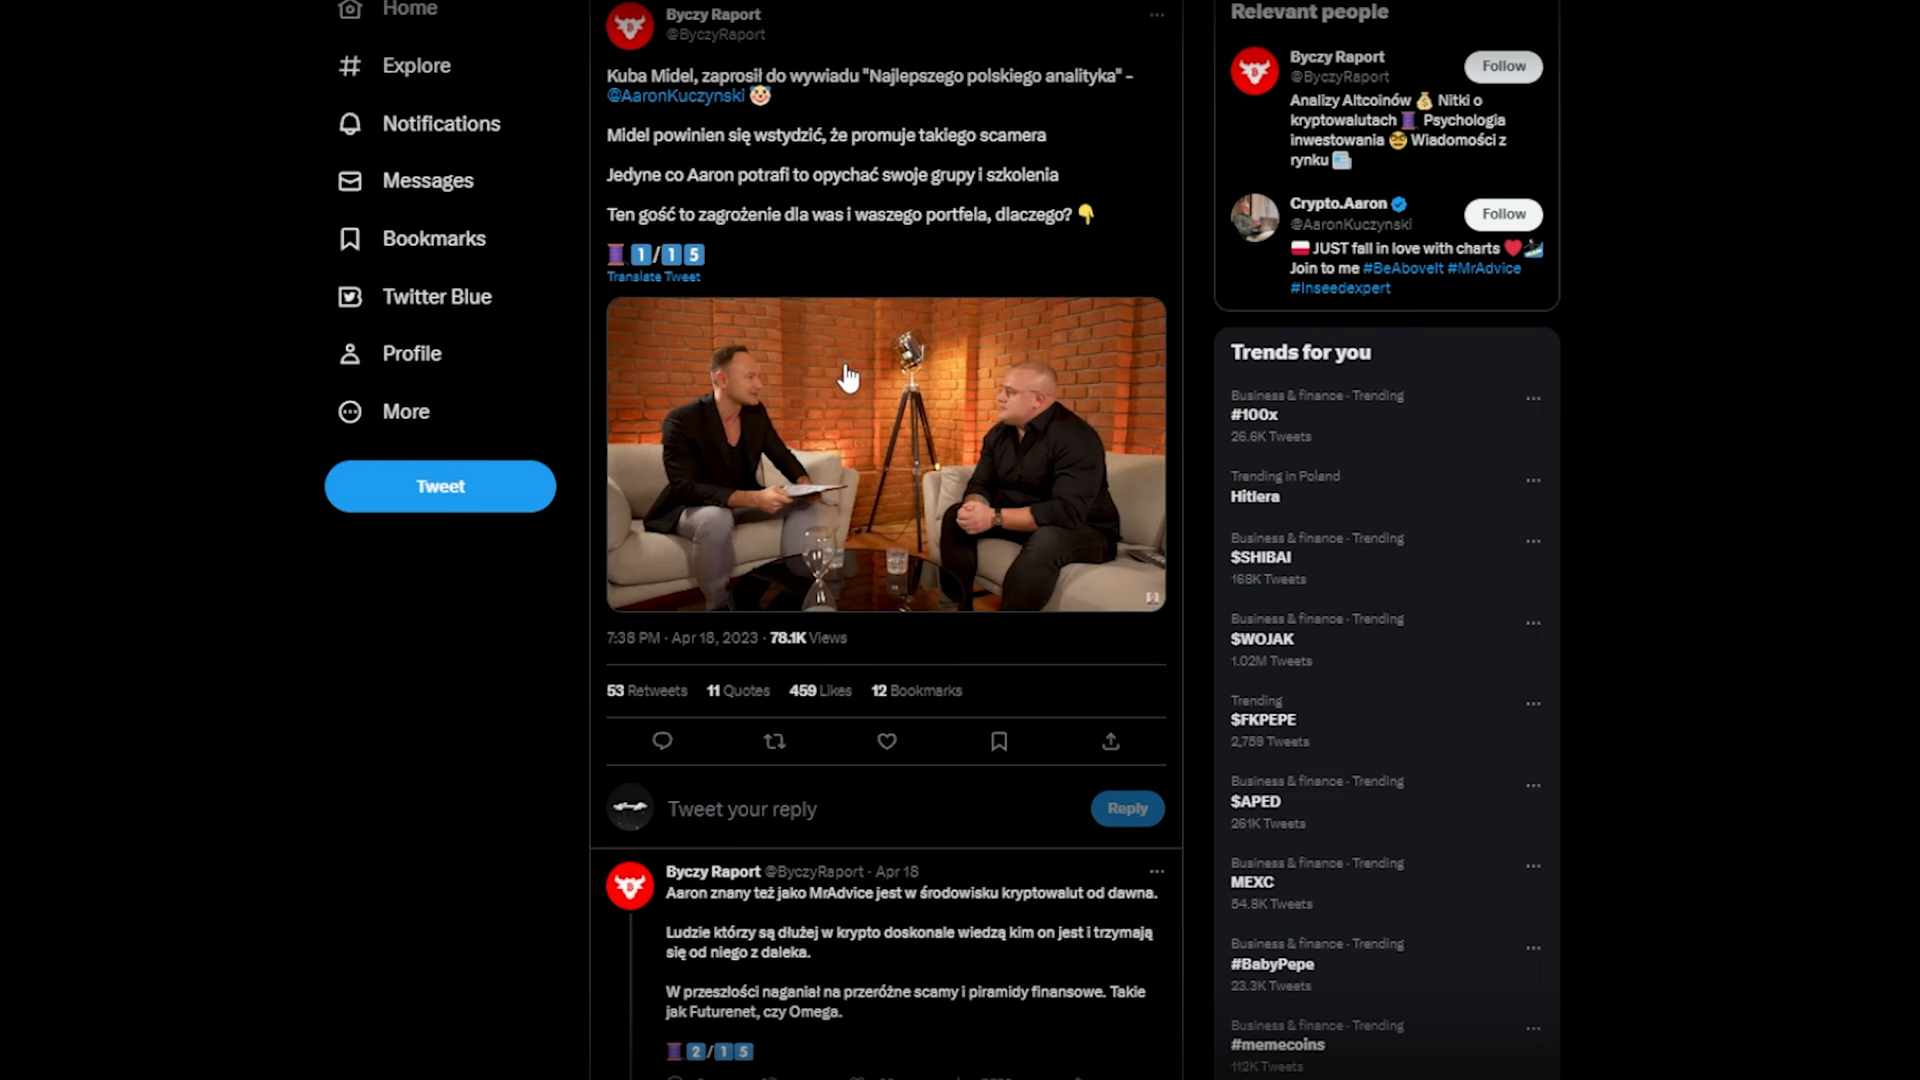 Home
Explore
Notifications
Messages
Bookmarks
Twitter Blue
Profile
More
Tweet
Byczy Raport
@ByczyRaport
Kuba Midel, zaprosił do wywiadu "Najlepszego polskiego analityka" -
@AaronKuczynski 🤡
Midel powinien się wstydzić, że promuje takiego scamera
Jedyne co Aaron potrafi to opychać swoje grupy i szkolenia
Ten gość to zagrożenie dla was i waszego portfela, dlaczego? 👇
🧵1️⃣/1️⃣5️⃣
Translate Tweet
7:38 PM · Apr 18, 2023 · 78.1K Views
53 Retweets 11 Quotes 459 Likes 12 Bookmarks
Tweet your reply
Reply
Byczy Raport @ByczyRaport · Apr 18
Aaron znany też jako MrAdvice jest w środowisku kryptowalut od dawna.
Ludzie którzy są dłużej w krypto doskonale wiedzą kim on jest i trzymają
się od niego z daleka.
W przeszłości naganiał na przeróżne scamy i piramidy finansowe. Takie
jak Futurenet, czy Omega.
🧵2️⃣/1️⃣5️⃣
Relevant people
Byczy Raport
@ByczyRaport
Follow
Analizy Altcoinów 💰 Nitki o
kryptowalutach 🧵 Psychologia
inwestowania 🤓 Wiadomości z
rynku 📰
Crypto.Aaron
@AaronKuczynski
Follow
🇵🇱 JUST fall in love with charts ❤️🏄
Join to me #BeAboveIt #MrAdvice
#Inseedexpert
Trends for you
Business & finance · Trending
#100x
26.6K Tweets
Trending in Poland
Hitlera
Business & finance · Trending
$SHIBAI
168K Tweets
Business & finance · Trending
$WOJAK
1.02M Tweets
Trending
$FKPEPE
2,759 Tweets
Business & finance · Trending
$APED
261K Tweets
Business & finance · Trending
MEXC
54.8K Tweets
Business & finance · Trending
#BabyPepe
23.3K Tweets
Business & finance · Trending
#memecoins
112K Tweets